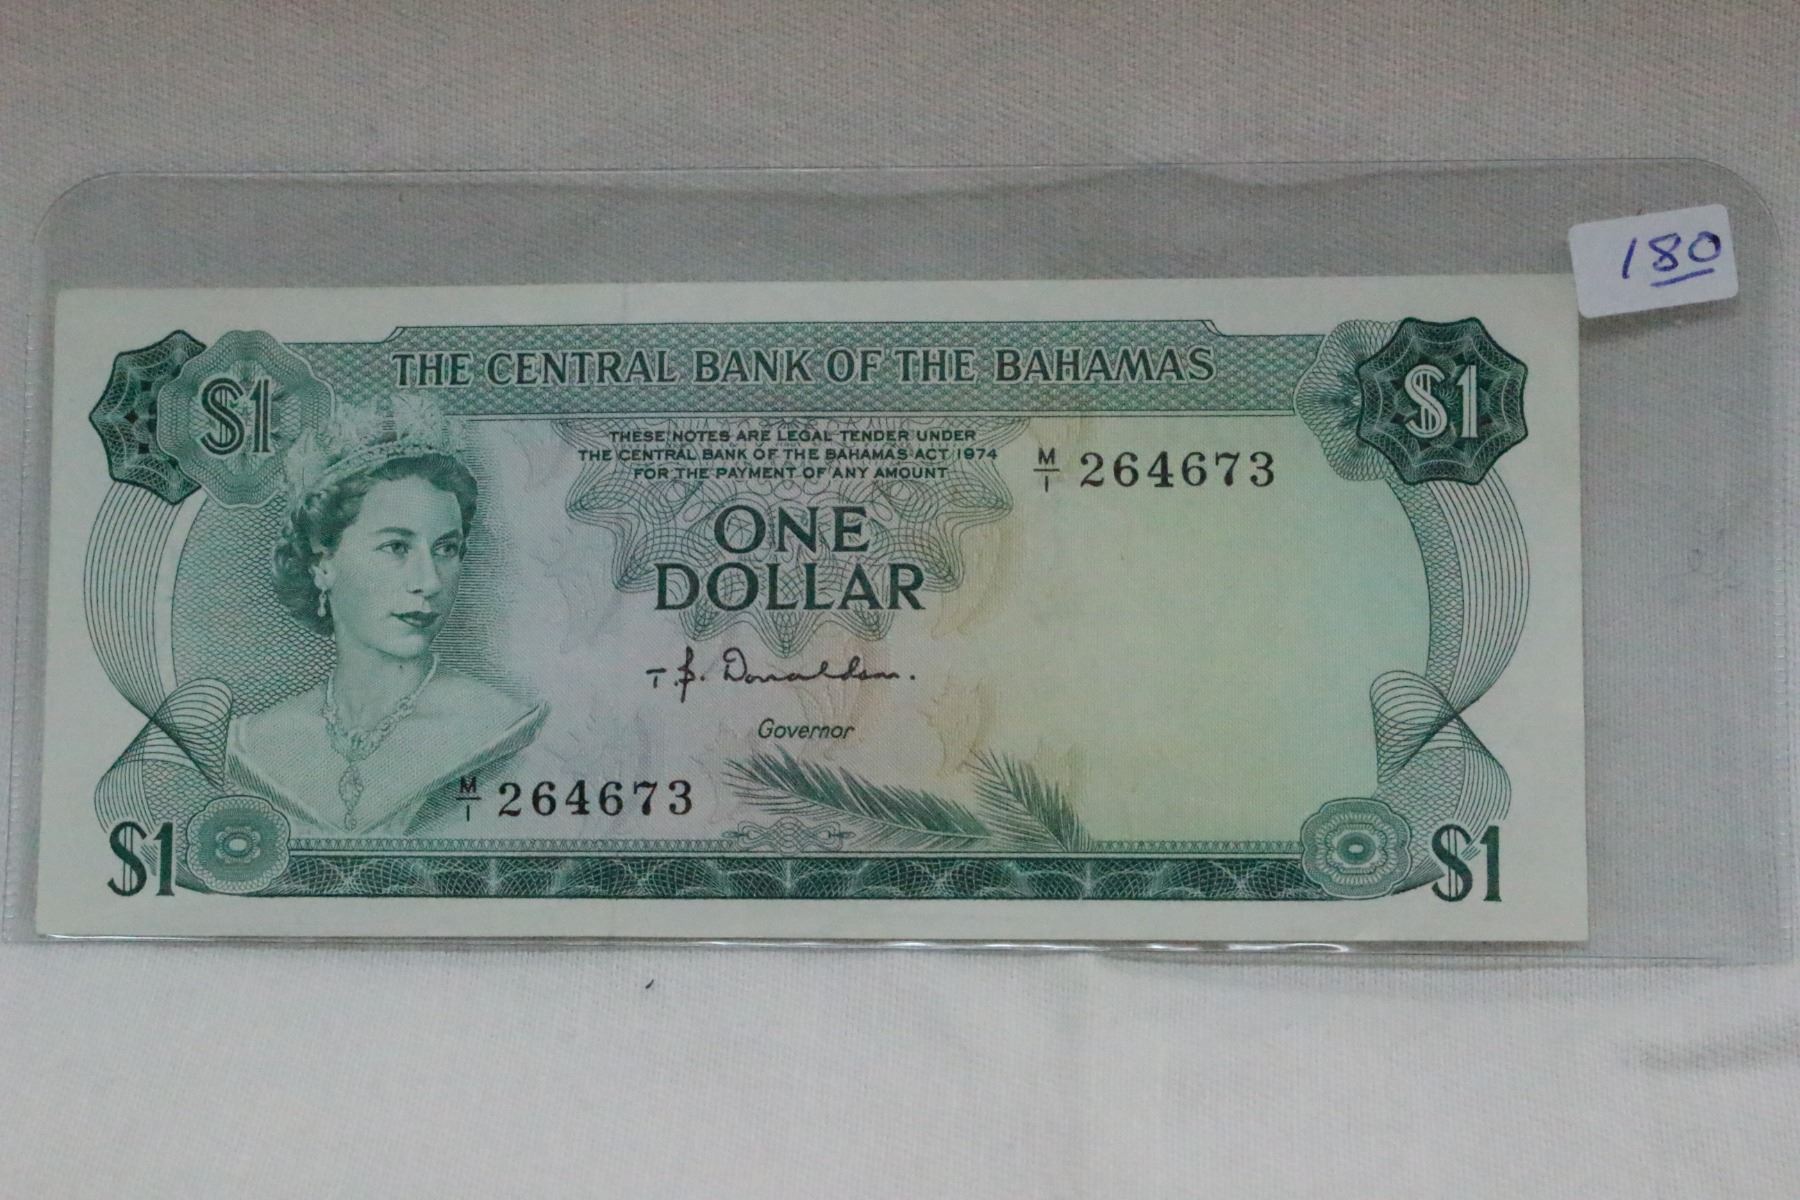 180
$1
THE CENTRAL BANK OF THE BAHAMAS
$1
THESE NOTES ARE LEGAL TENDER UNDER
THE CENTRAL BANK OF THE BAHAMAS ACT 1974
FOR THE PAYMENT OF ANY AMOUNT
M/1 264673
ONE
DOLLAR
T.B. Donaldson.
Governor
M/1 264673
$1
$1